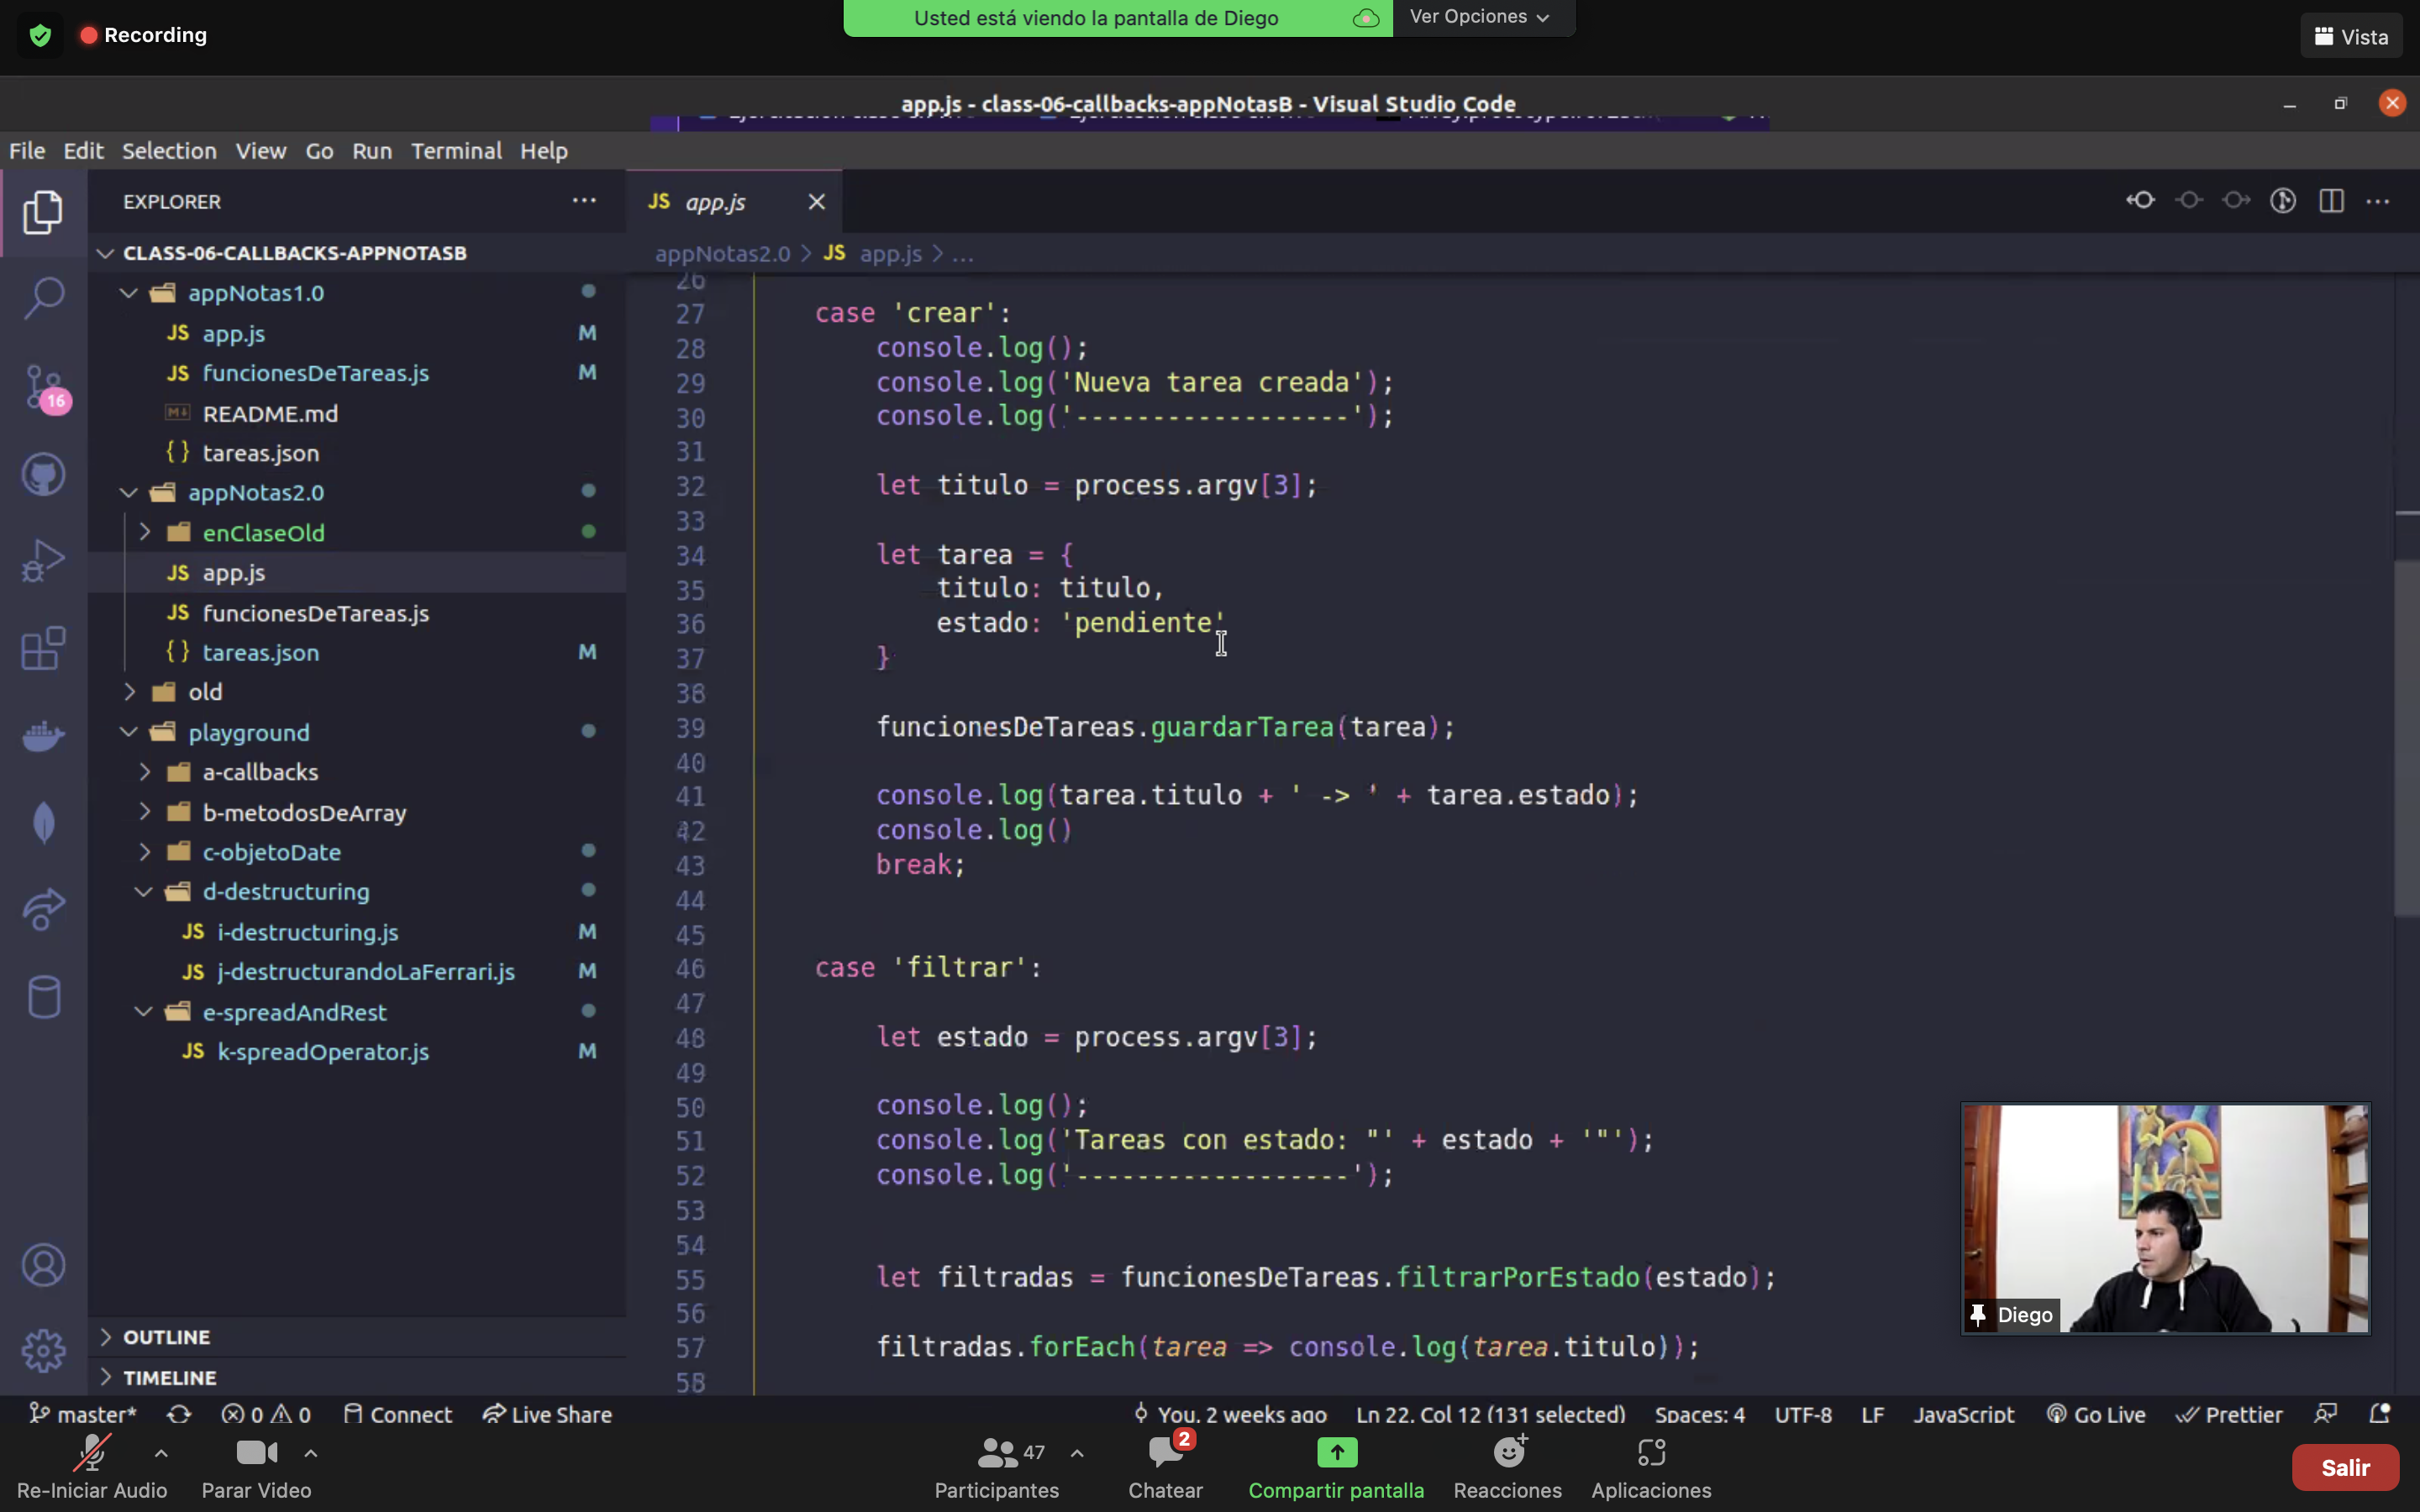 Recording
Usted está viendo la pantalla de Diego
Ver Opciones
Vista
app.js - class-06-callbacks-appNotasB - Visual Studio Code
File Edit Selection View Go Run Terminal Help
EXPLORER
JS app.js
CLASS-06-CALLBACKS-APPNOTASB
appNotas2.0 > JS app.js > ...
appNotas1.0
JS app.js M
JS funcionesDeTareas.js M
README.md
{} tareas.json
appNotas2.0
enClaseOld
JS app.js
JS funcionesDeTareas.js
{} tareas.json M
old
playground
a-callbacks
b-metodosDeArray
c-objetoDate
d-destructuring
JS i-destructuring.js M
JS j-destructurandoLaFerrari.js M
e-spreadAndRest
JS k-spreadOperator.js M
OUTLINE
TIMELINE
16
26
27 case 'crear':
28 console.log();
29 console.log('Nueva tarea creada');
30 console.log('------------------');
31
32 let titulo = process.argv[3];
33
34 let tarea = {
35 titulo: titulo,
36 estado: 'pendiente'
37 }
38
39 funcionesDeTareas.guardarTarea(tarea);
40
41 console.log(tarea.titulo + ' -> ' + tarea.estado);
42 console.log()
43 break;
44
45
46 case 'filtrar':
47
48 let estado = process.argv[3];
49
50 console.log();
51 console.log('Tareas con estado: "' + estado + '"');
52 console.log('------------------');
53
54
55 let filtradas = funcionesDeTareas.filtrarPorEstado(estado);
56
57 filtradas.forEach(tarea => console.log(tarea.titulo));
58
Diego
master* 0 0 Connect Live Share
You, 2 weeks ago Ln 22, Col 12 (131 selected) Spaces: 4 UTF-8 LF JavaScript Go Live Prettier
Re-Iniciar Audio
Parar Video
47
Participantes
2
Chatear
Compartir pantalla
Reacciones
Aplicaciones
Salir